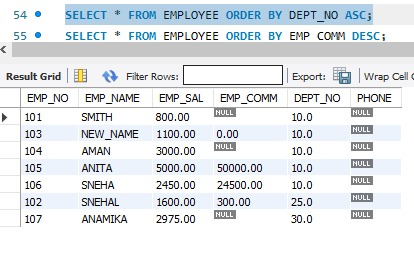 54 SELECT * FROM EMPLOYEE ORDER BY DEPT_NO ASC;
55 SELECT * FROM EMPLOYEE ORDER BY EMP_COMM DESC;
Result Grid Filter Rows: Export: Wrap Cell C
EMP_NO EMP_NAME EMP_SAL EMP_COMM DEPT_NO PHONE
101 SMITH 800.00 NULL 10.0 NULL
103 NEW_NAME 1100.00 0.00 10.0 NULL
104 AMAN 3000.00 NULL 10.0 NULL
105 ANITA 5000.00 50000.00 10.0 NULL
106 SNEHA 2450.00 24500.00 10.0 NULL
102 SNEHAL 1600.00 300.00 25.0 NULL
107 ANAMIKA 2975.00 NULL 30.0 NULL